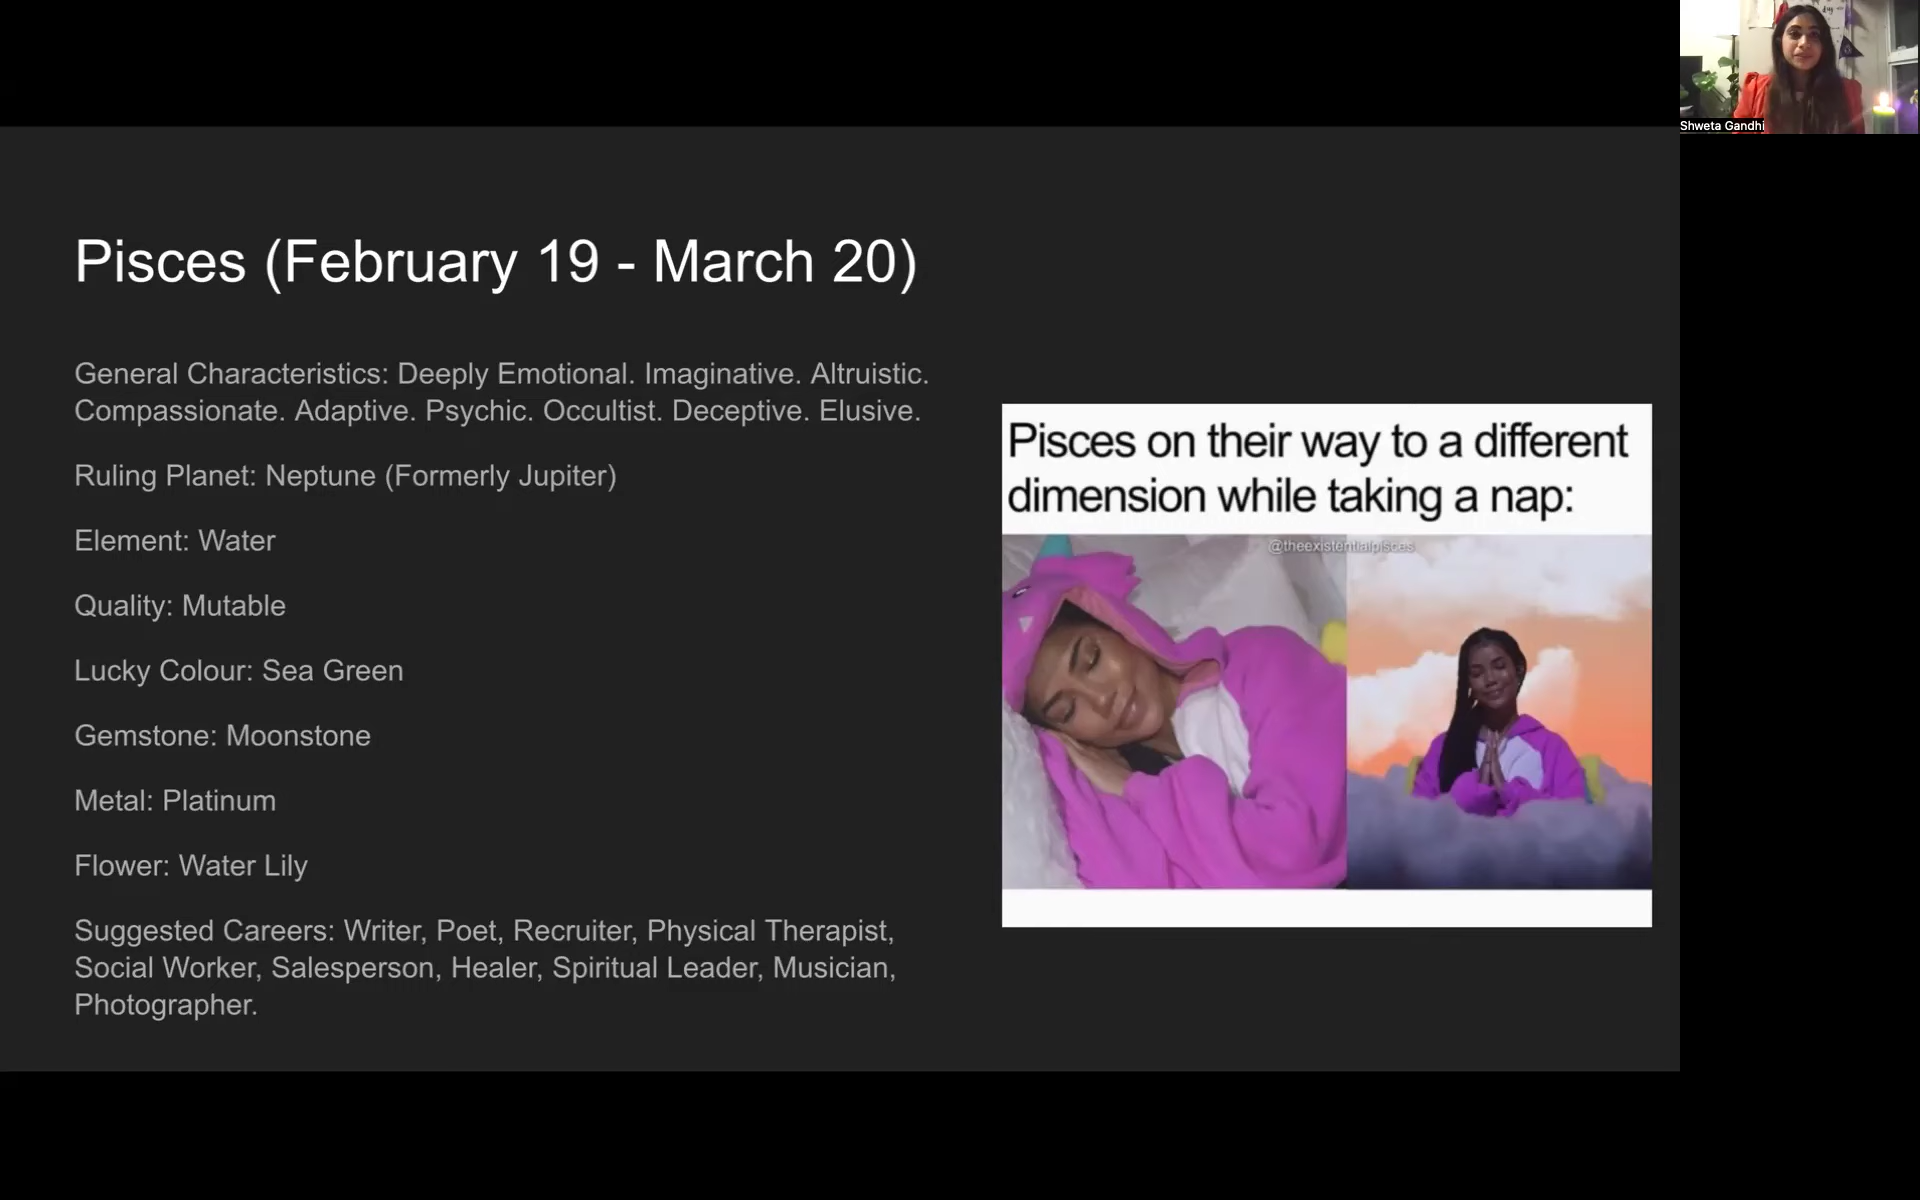 Shweta Gandhi
Pisces (February 19 - March 20)
General Characteristics: Deeply Emotional. Imaginative. Altruistic.
Compassionate. Adaptive. Psychic. Occultist. Deceptive. Elusive.
Ruling Planet: Neptune (Formerly Jupiter)
Element: Water
Quality: Mutable
Lucky Colour: Sea Green
Gemstone: Moonstone
Metal: Platinum
Flower: Water Lily
Suggested Careers: Writer, Poet, Recruiter, Physical Therapist,
Social Worker, Salesperson, Healer, Spiritual Leader, Musician,
Photographer.
Pisces on their way to a different
dimension while taking a nap:
@theexistentialpisces